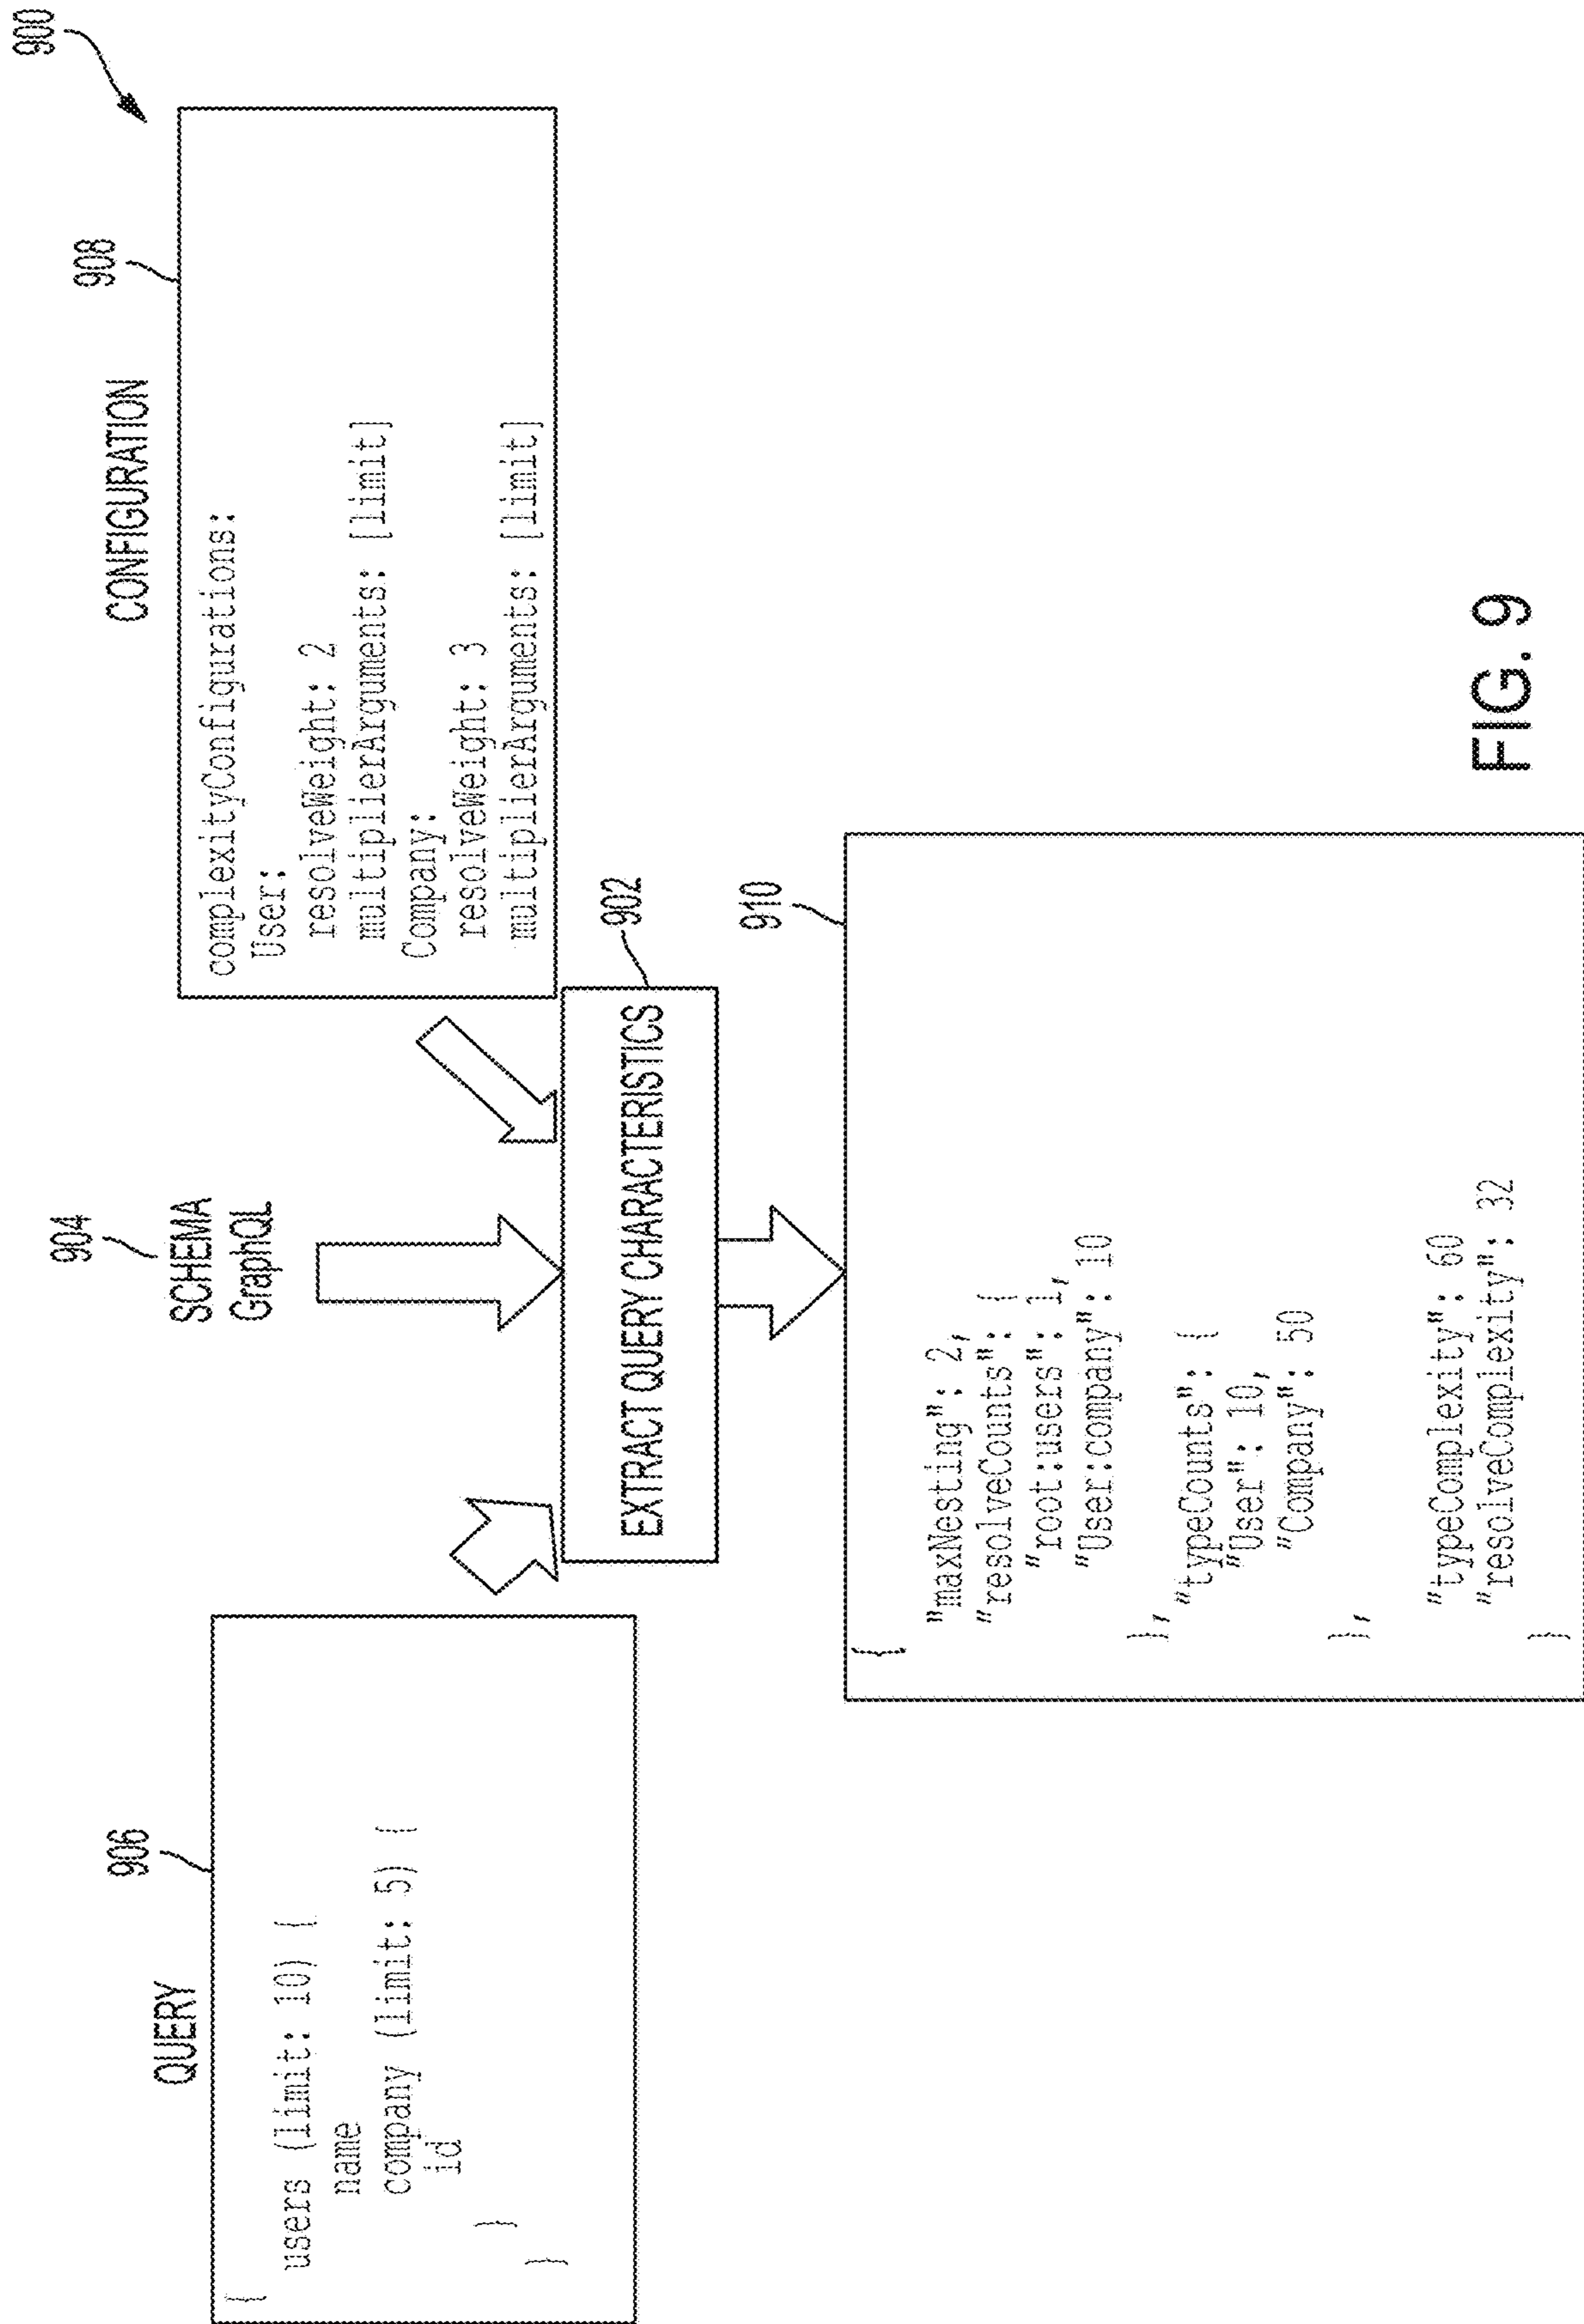 900
QUERY
906
{
users (limit: 10) {
name
company (limit: 5) {
id
}
}
904
SCHEMA
GraphQL
CONFIGURATION
908
complexityConfigurations:
User:
resolveWeight: 2
multiplierArguments: [limit]
Company:
resolveWeight: 3
multiplierArguments: [limit]
902
EXTRACT QUERY CHARACTERISTICS
910
{
"maxNesting": 2,
"resolveCounts": {
"root:users": 1,
"User:company": 10
}, "typeCounts": {
"User": 10,
"Company": 50
},
"typeComplexity": 60
"resolveComplexity": 32
}
FIG. 9